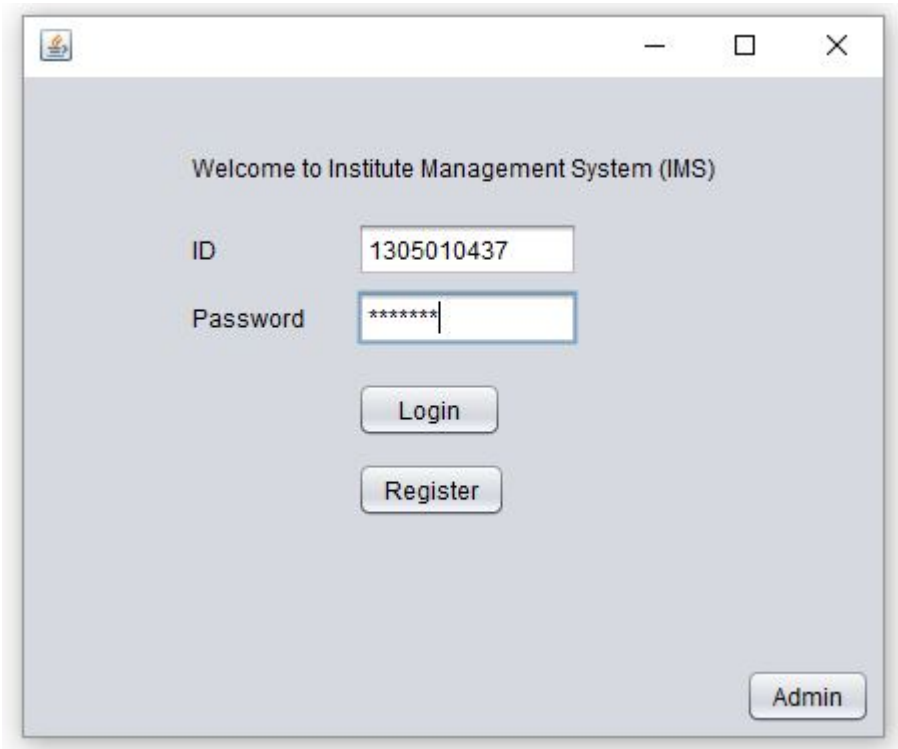 Welcome to Institute Management System (IMS)
ID 1305010437
Password *******
Login
Register
Admin